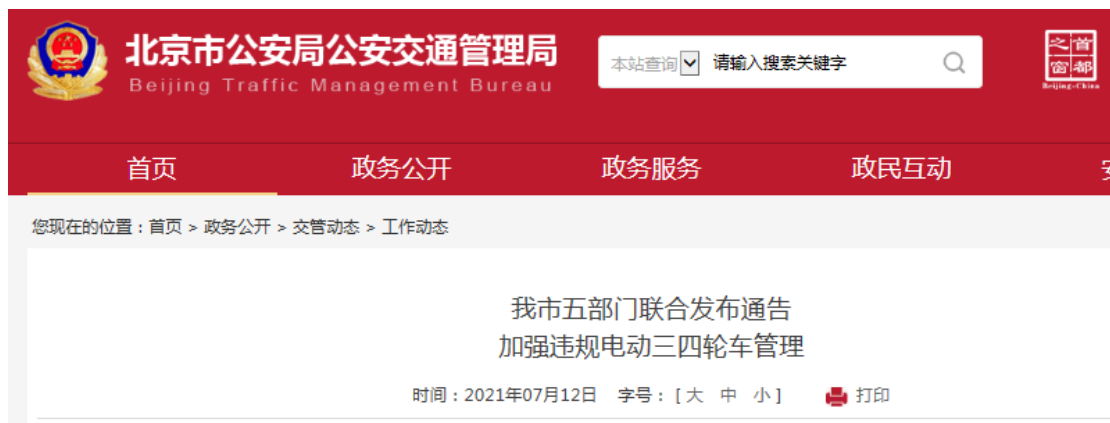 北京市公安局公安交通管理局
Beijing Traffic Management Bureau
本站查询 请输入搜索关键字
首都之窗
Beijing-China
首页 政务公开 政务服务 政民互动
您现在的位置：首页 > 政务公开 > 交管动态 > 工作动态
我市五部门联合发布通告
加强违规电动三四轮车管理
时间：2021年07月12日 字号：[大 中 小] 打印